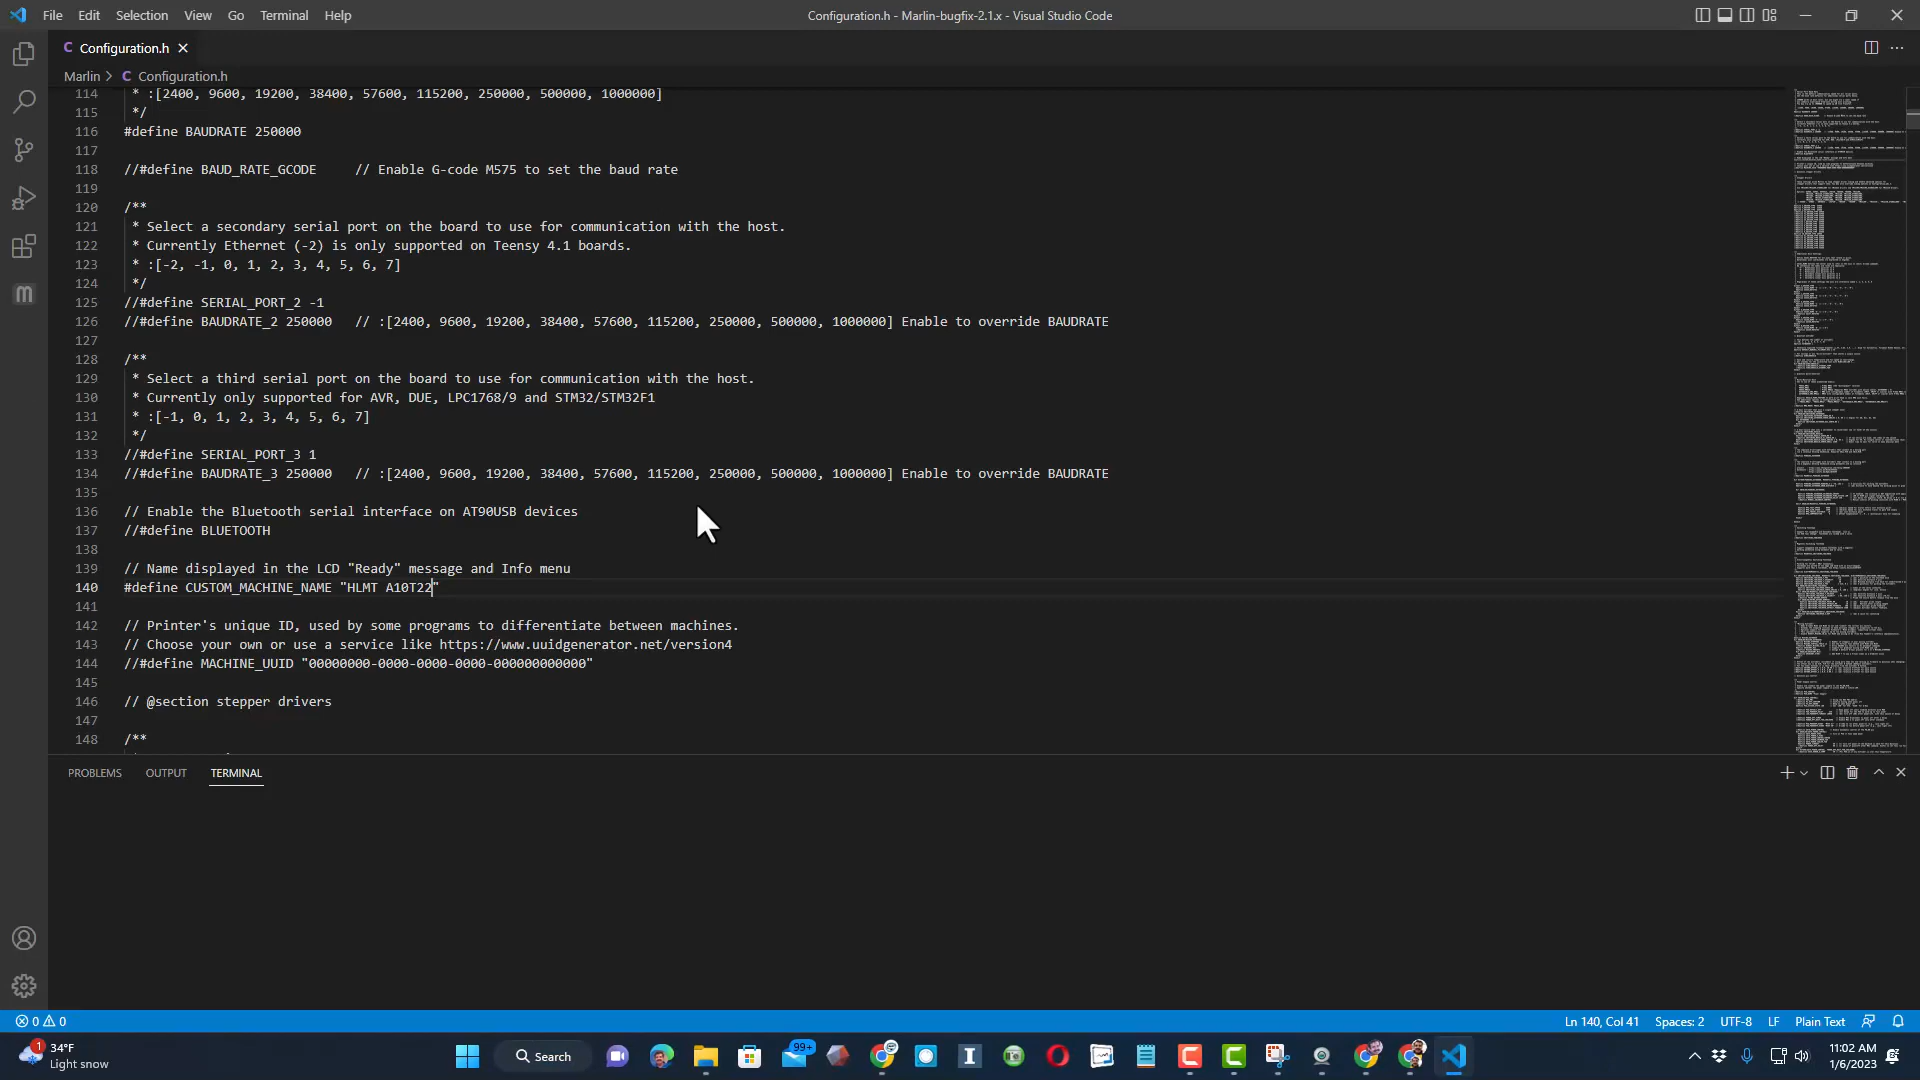 File Edit Selection View Go Terminal Help
Configuration.h - Marlin-bugfix-2.1.x - Visual Studio Code
C Configuration.h
Marlin > C Configuration.h
114 * :[2400, 9600, 19200, 38400, 57600, 115200, 250000, 500000, 1000000]
115 */
116 #define BAUDRATE 250000
117
118 //#define BAUD_RATE_GCODE     // Enable G-code M575 to set the baud rate
119
120 /**
121 * Select a secondary serial port on the board to use for communication with the host.
122 * Currently Ethernet (-2) is only supported on Teensy 4.1 boards.
123 * :[-2, -1, 0, 1, 2, 3, 4, 5, 6, 7]
124 */
125 //#define SERIAL_PORT_2 -1
126 //#define BAUDRATE_2 250000   // :[2400, 9600, 19200, 38400, 57600, 115200, 250000, 500000, 1000000] Enable to override BAUDRATE
127
128 /**
129 * Select a third serial port on the board to use for communication with the host.
130 * Currently only supported for AVR, DUE, LPC1768/9 and STM32/STM32F1
131 * :[-1, 0, 1, 2, 3, 4, 5, 6, 7]
132 */
133 //#define SERIAL_PORT_3 1
134 //#define BAUDRATE_3 250000   // :[2400, 9600, 19200, 38400, 57600, 115200, 250000, 500000, 1000000] Enable to override BAUDRATE
135
136 // Enable the Bluetooth serial interface on AT90USB devices
137 //#define BLUETOOTH
138
139 // Name displayed in the LCD "Ready" message and Info menu
140 #define CUSTOM_MACHINE_NAME "HLMT A10T22"
141
142 // Printer's unique ID, used by some programs to differentiate between machines.
143 // Choose your own or use a service like https://www.uuidgenerator.net/version4
144 //#define MACHINE_UUID "00000000-0000-0000-0000-000000000000"
145
146 // @section stepper drivers
147
148 /**
PROBLEMS OUTPUT TERMINAL
0 0
Ln 140, Col 41 Spaces: 2 UTF-8 LF Plain Text
1
34°F
Light snow
Search
99+
11:02 AM
1/6/2023